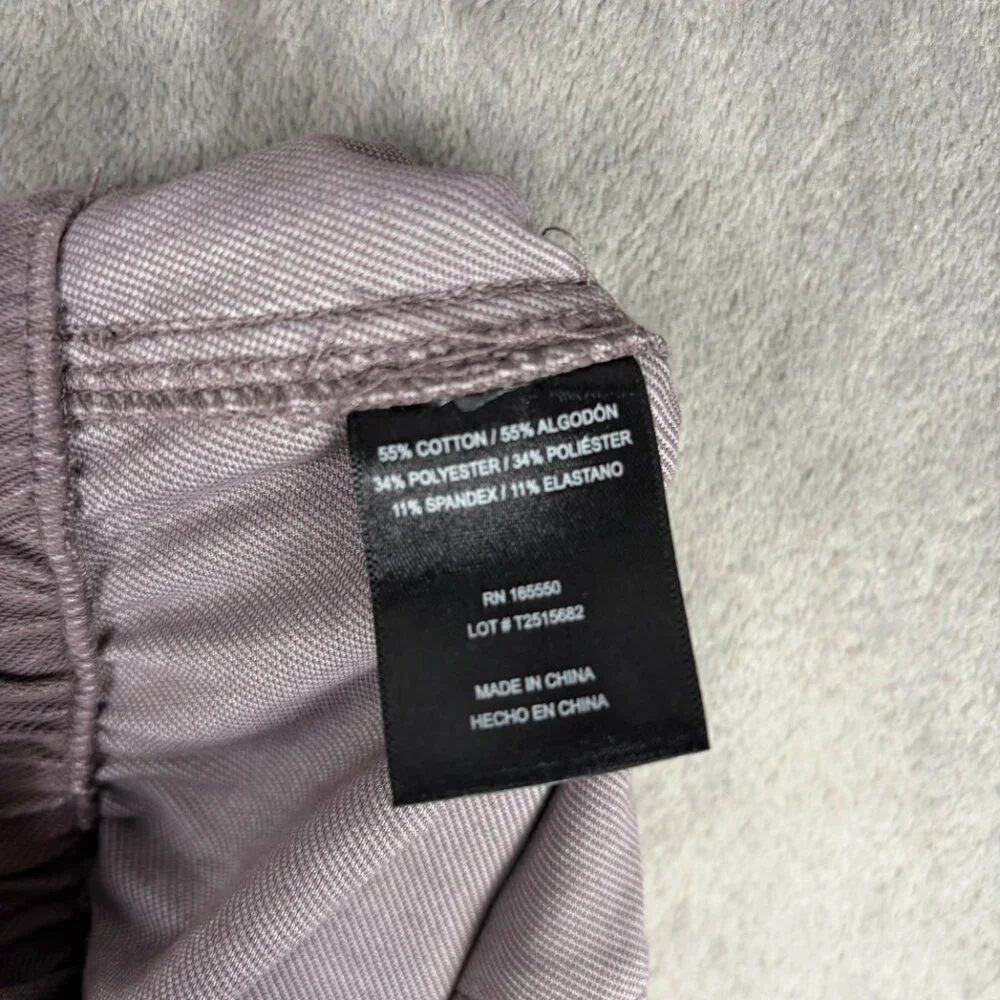 55% COTTON / 55% ALGODÓN
34% POLYESTER / 34% POLIÉSTER
11% SPANDEX / 11% ELASTANO
RN 165550
LOT # T2515682
MADE IN CHINA
HECHO EN CHINA